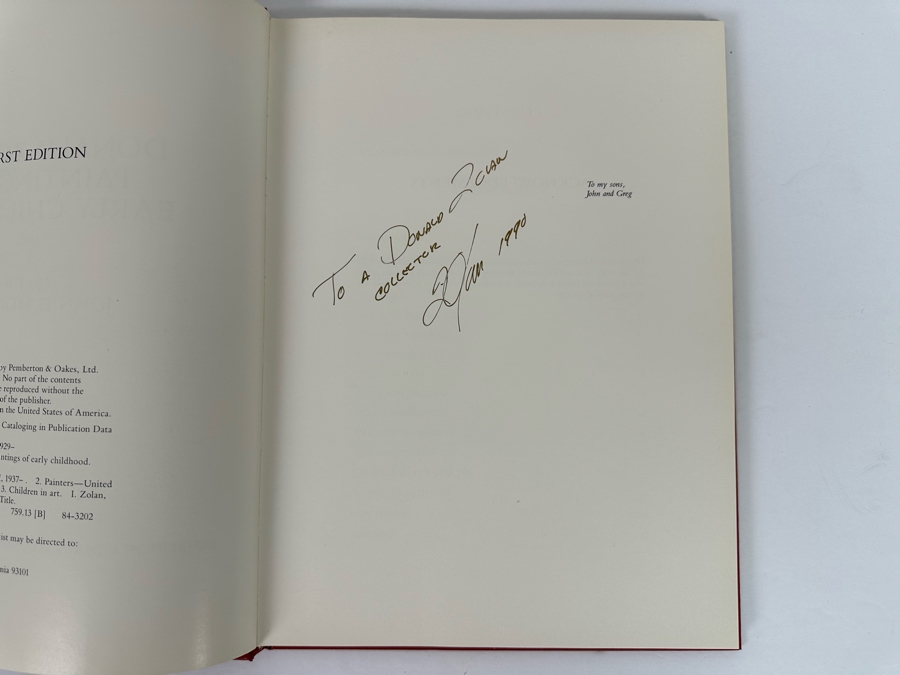 RST EDITION
by Pemberton & Oakes, Ltd.
No part of the contents
e reproduced without the
of the publisher.
n the United States of America.
Cataloging in Publication Data
929–
ntings of early childhood.
, 1937– . 2. Painters—United
3. Children in art. I. Zolan,
Title.
759.13 [B] 84-3202
ist may be directed to:
nia 93101
To A DONALD ZOLAN
COLLECTOR
Zolan 1990
To my sons,
John and Greg